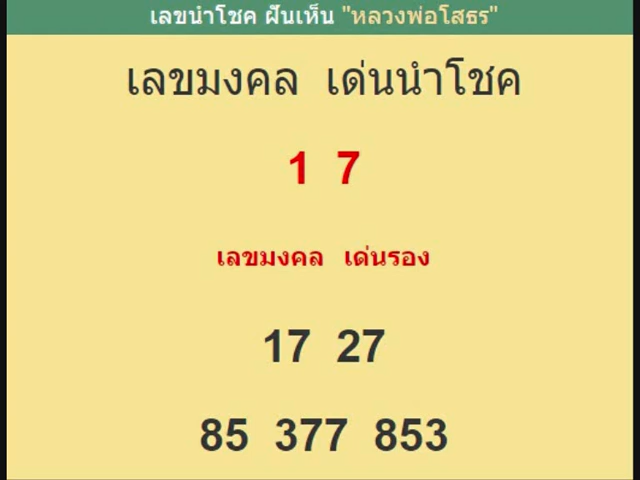 เลขนำโชค ฝันเห็น "หลวงพ่อโสธร"
เลขมงคล เด่นนำโชค
1 7
เลขมงคล เด่นรอง
17 27
85 377 853